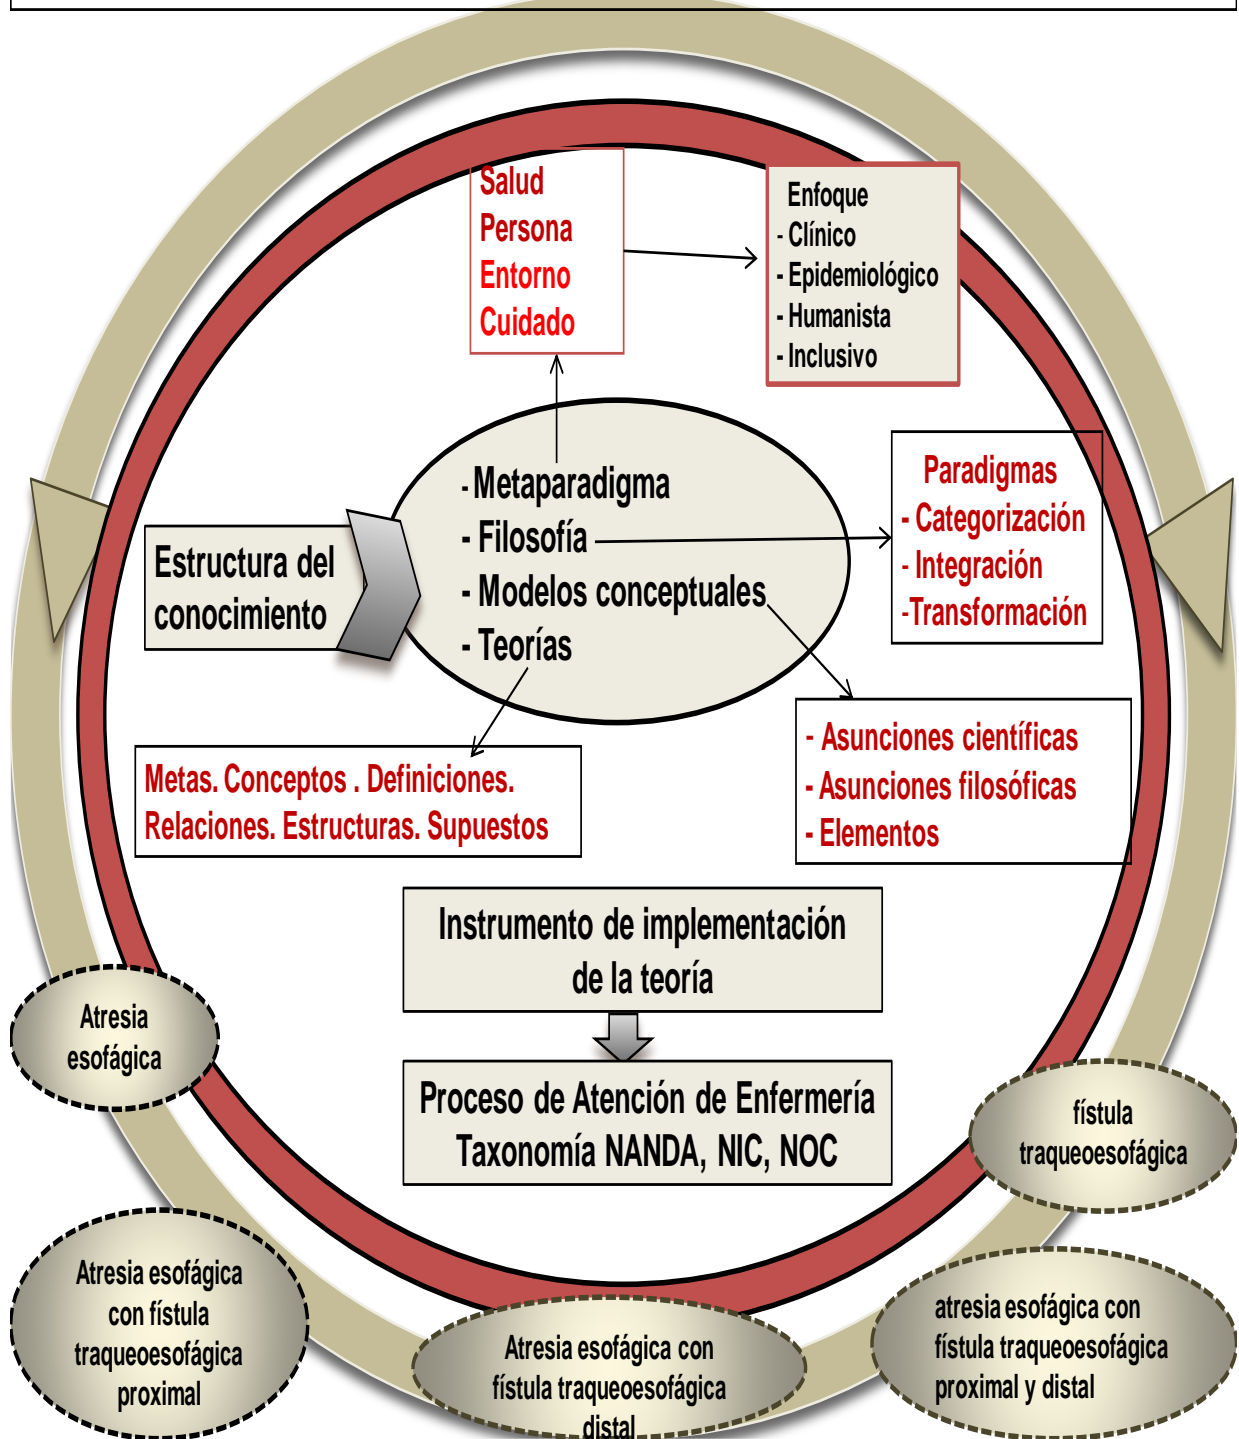 Salud
Persona
Entorno
Cuidado
Enfoque
- Clínico
- Epidemiológico
- Humanista
- Inclusivo
- Metaparadigma
- Filosofía
- Modelos conceptuales
- Teorías
Paradigmas
- Categorización
- Integración
-Transformación
Estructura del
conocimiento
- Asunciones científicas
- Asunciones filosóficas
- Elementos
Metas. Conceptos . Definiciones.
Relaciones. Estructuras. Supuestos
Instrumento de implementación
de la teoría
Proceso de Atención de Enfermería
Taxonomía NANDA, NIC, NOC
Atresia
esofágica
fístula
traqueoesofágica
Atresia esofágica
con fístula
traqueoesofágica
proximal
Atresia esofágica con
fístula traqueoesofágica
distal
atresia esofágica con
fístula traqueoesofágica
proximal y distal